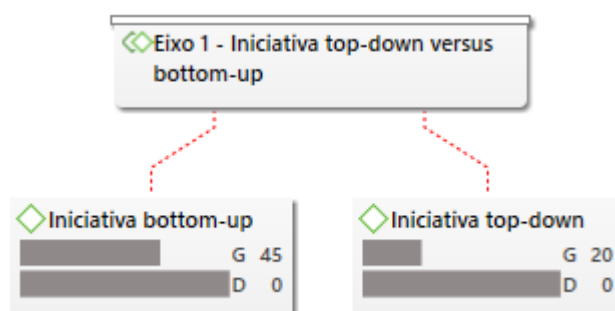 Eixo 1 - Iniciativa top-down versus
bottom-up
Iniciativa bottom-up
G 45
D 0
Iniciativa top-down
G 20
D 0